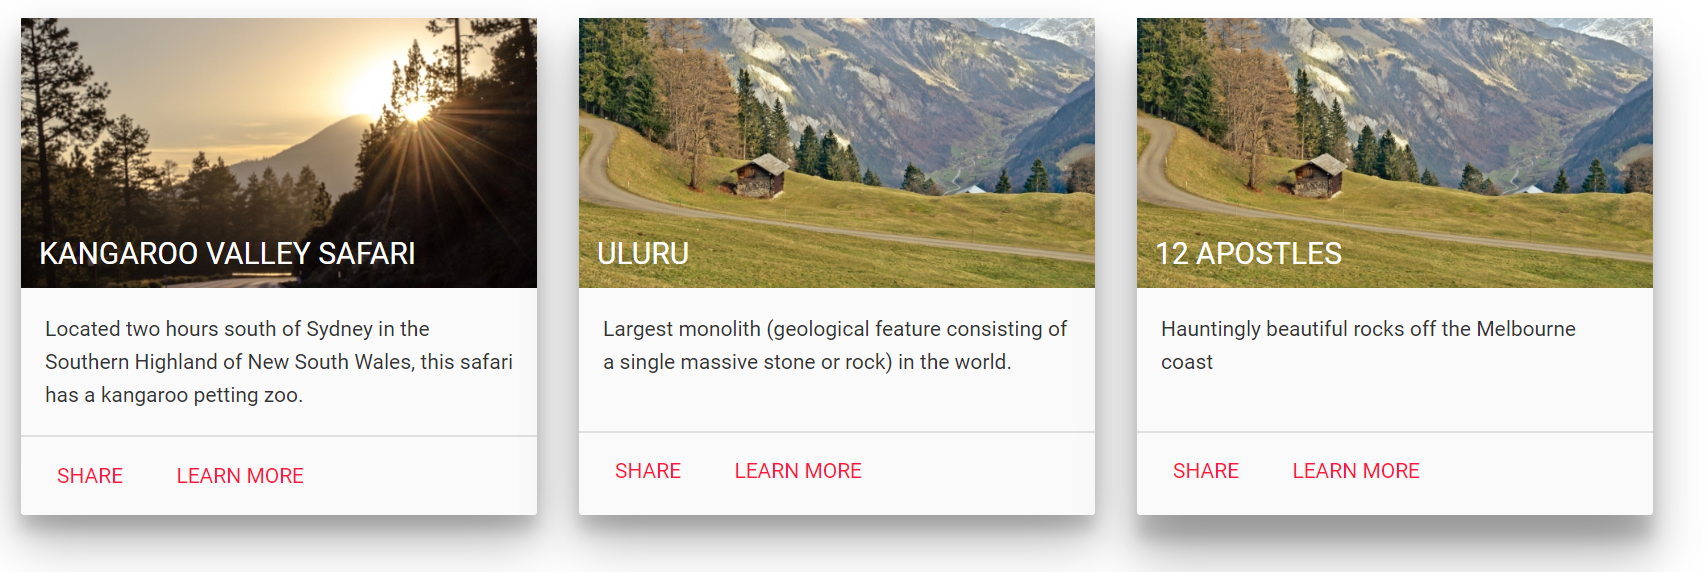 KANGAROO VALLEY SAFARI
Located two hours south of Sydney in the
Southern Highland of New South Wales, this safari
has a kangaroo petting zoo.
SHARE LEARN MORE
ULURU
Largest monolith (geological feature consisting of
a single massive stone or rock) in the world.
SHARE LEARN MORE
12 APOSTLES
Hauntingly beautiful rocks off the Melbourne
coast
SHARE LEARN MORE